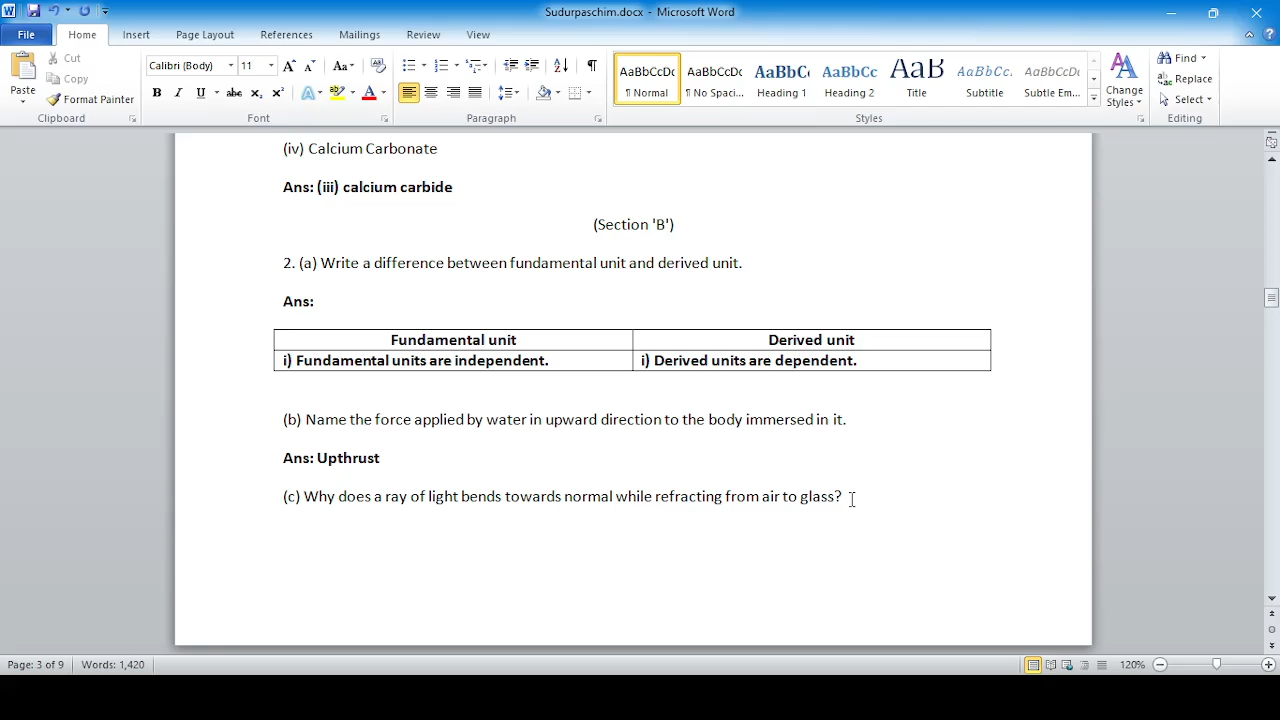 Sudurpaschim.docx - Microsoft Word
File Home Insert Page Layout References Mailings Review View
Paste Cut Copy Format Painter
Calibri (Body) 11
AaBbCcDc AaBbCcDc AaBbC AaBbCc AaB AaBbCc. AaBbCcDc
¶ Normal ¶ No Spaci... Heading 1 Heading 2 Title Subtitle Subtle Em...
Change Styles
Find
Replace
Select
Clipboard Font Paragraph Styles Editing
(iv) Calcium Carbonate
Ans: (iii) calcium carbide
(Section 'B')
2. (a) Write a difference between fundamental unit and derived unit.
Ans:
Fundamental unit Derived unit
i) Fundamental units are independent. i) Derived units are dependent.
(b) Name the force applied by water in upward direction to the body immersed in it.
Ans: Upthrust
(c) Why does a ray of light bends towards normal while refracting from air to glass?
Page: 3 of 9 Words: 1,420 120%